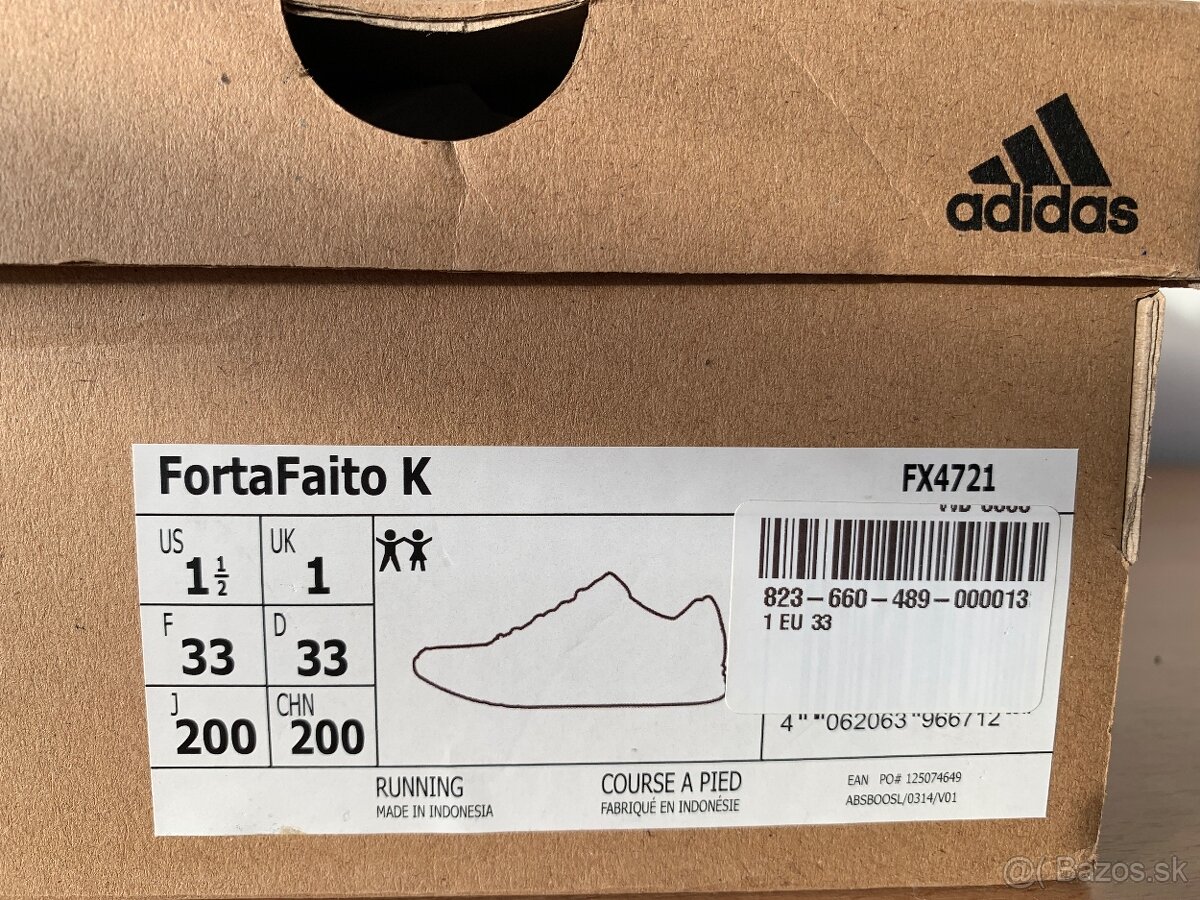 adidas
FortaFaito K FX4721
US 1 1/2 UK 1
F 33 D 33
J 200 CHN 200
823-660-489-000013
1 EU 33
4 062063 966712
RUNNING COURSE A PIED EAN PO# 125074649
MADE IN INDONESIA FABRIQUÉ EN INDONÉSIE ABSBOOSL/0314/V01
@( Bazos.sk